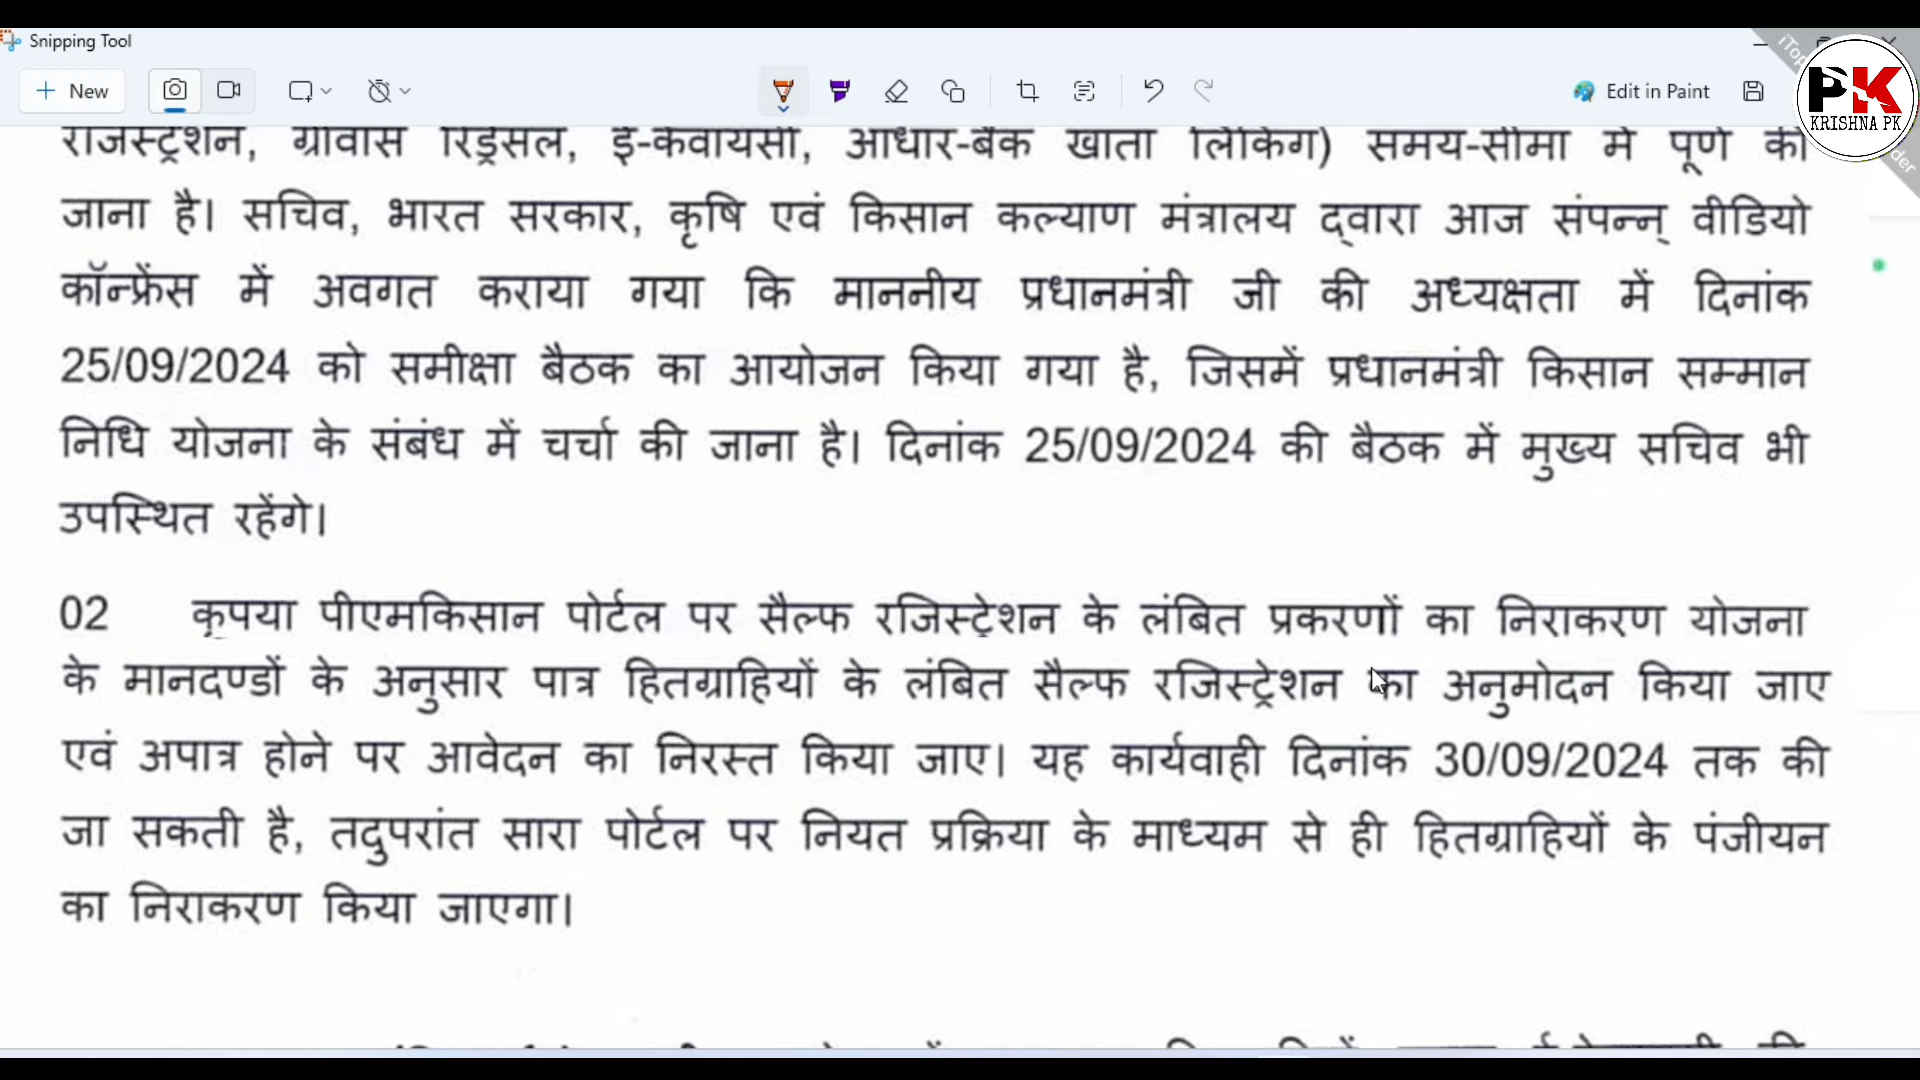 Snipping Tool
New
Edit in Paint
iTop
PK
KRISHNA PK
der
रजिस्ट्रेशन, ग्रीवांस रिड्रेसल, ई-केवायसी, आधार-बैंक खाता लिंकिंग) समय-सीमा में पूर्ण की
जाना है। सचिव, भारत सरकार, कृषि एवं किसान कल्याण मंत्रालय द्वारा आज संपन्न् वीडियो
कॉन्फ्रेंस में अवगत कराया गया कि माननीय प्रधानमंत्री जी की अध्यक्षता में दिनांक
25/09/2024 को समीक्षा बैठक का आयोजन किया गया है, जिसमें प्रधानमंत्री किसान सम्मान
निधि योजना के संबंध में चर्चा की जाना है। दिनांक 25/09/2024 की बैठक में मुख्य सचिव भी
उपस्थित रहेंगे।
02 कृपया पीएमकिसान पोर्टल पर सैल्फ रजिस्ट्रेशन के लंबित प्रकरणों का निराकरण योजना
के मानदण्डों के अनुसार पात्र हितग्राहियों के लंबित सैल्फ रजिस्ट्रेशन का अनुमोदन किया जाए
एवं अपात्र होने पर आवेदन का निरस्त किया जाए। यह कार्यवाही दिनांक 30/09/2024 तक की
जा सकती है, तदुपरांत सारा पोर्टल पर नियत प्रक्रिया के माध्यम से ही हितग्राहियों के पंजीयन
का निराकरण किया जाएगा।